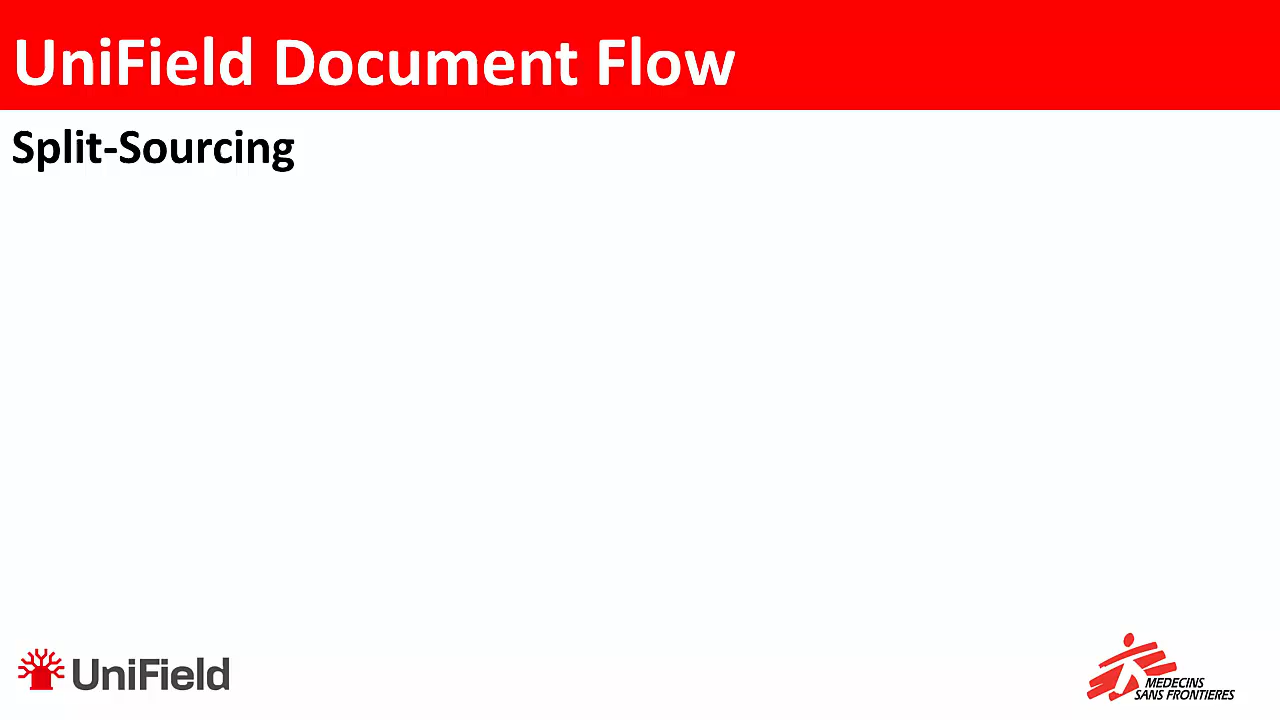 UniField Document Flow
Split-Sourcing
UniField
MEDECINS
SANS FRONTIERES